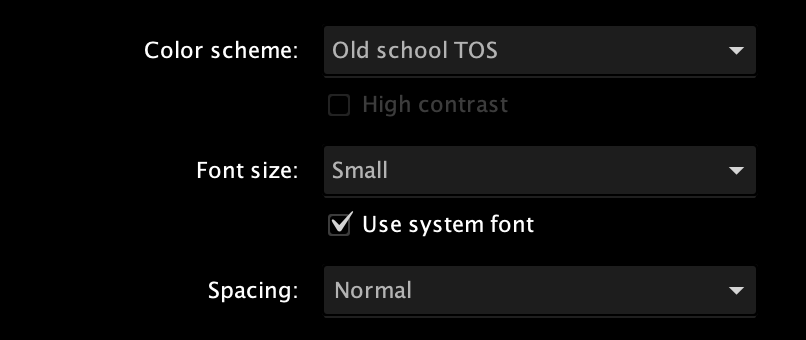 Color scheme: Old school TOS
High contrast
Font size: Small
Use system font
Spacing: Normal